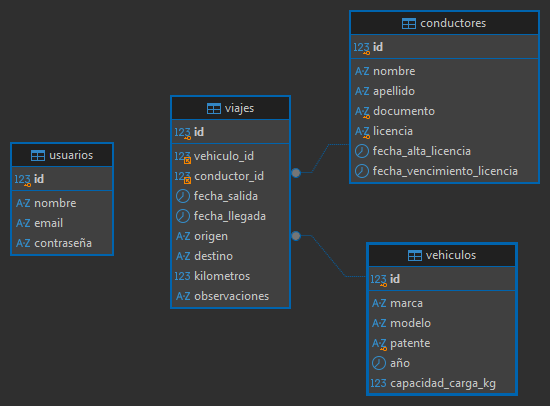 usuarios
123 id
A-Z nombre
A-Z email
A-Z contraseña
viajes
123 id
123 vehiculo_id
123 conductor_id
fecha_salida
fecha_llegada
A-Z origen
A-Z destino
123 kilometros
A-Z observaciones
conductores
123 id
A-Z nombre
A-Z apellido
A-Z documento
A-Z licencia
fecha_alta_licencia
fecha_vencimiento_licencia
vehiculos
123 id
A-Z marca
A-Z modelo
A-Z patente
año
123 capacidad_carga_kg